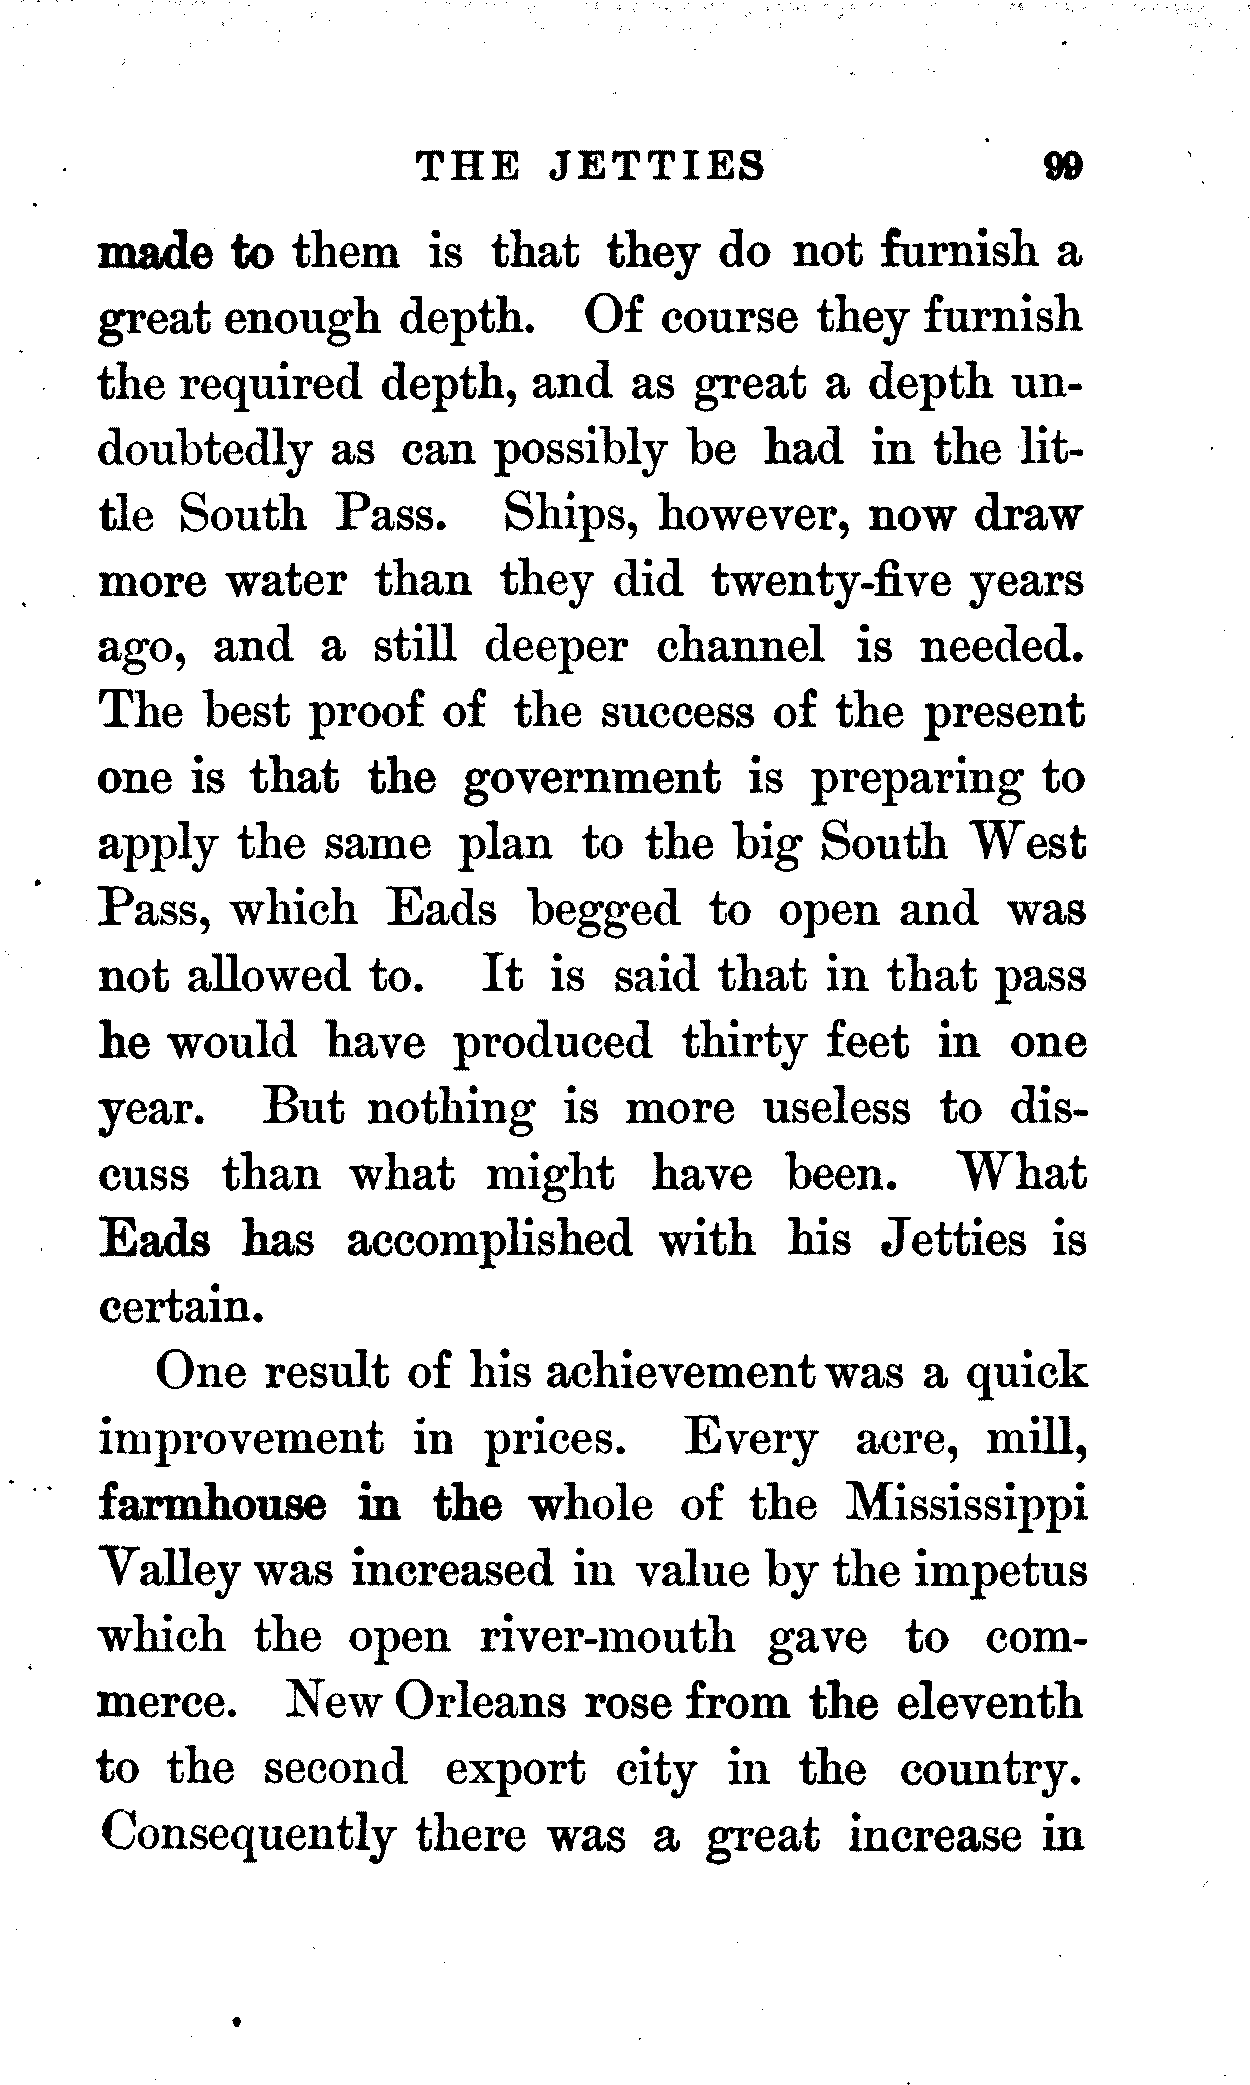 THE JETTIES 99
made to them is that they do not furnish a
great enough depth. Of course they furnish
the required depth, and as great a depth un-
doubtedly as can possibly be had in the lit-
tle South Pass. Ships, however, now draw
more water than they did twenty-five years
ago, and a still deeper channel is needed.
The best proof of the success of the present
one is that the government is preparing to
apply the same plan to the big South West
Pass, which Eads begged to open and was
not allowed to. It is said that in that pass
he would have produced thirty feet in one
year. But nothing is more useless to dis-
cuss than what might have been. What
Eads has accomplished with his Jetties is
certain.
One result of his achievement was a quick
improvement in prices. Every acre, mill,
farmhouse in the whole of the Mississippi
Valley was increased in value by the impetus
which the open river-mouth gave to com-
merce. New Orleans rose from the eleventh
to the second export city in the country.
Consequently there was a great increase in